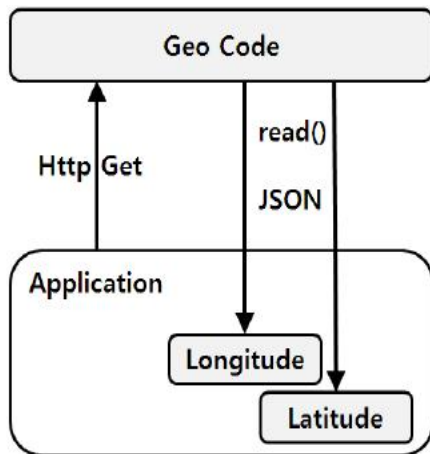 Geo Code
read()
Http Get
JSON
Application
Longitude
Latitude